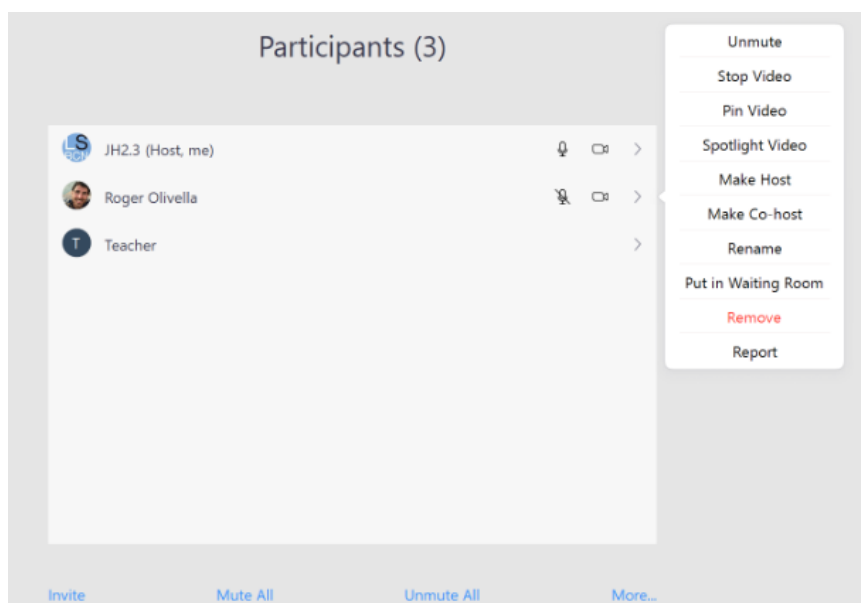 Participants (3)
JH2.3 (Host, me)
Roger Olivella
T Teacher
Unmute
Stop Video
Pin Video
Spotlight Video
Make Host
Make Co-host
Rename
Put in Waiting Room
Remove
Report
Invite Mute All Unmute All More...